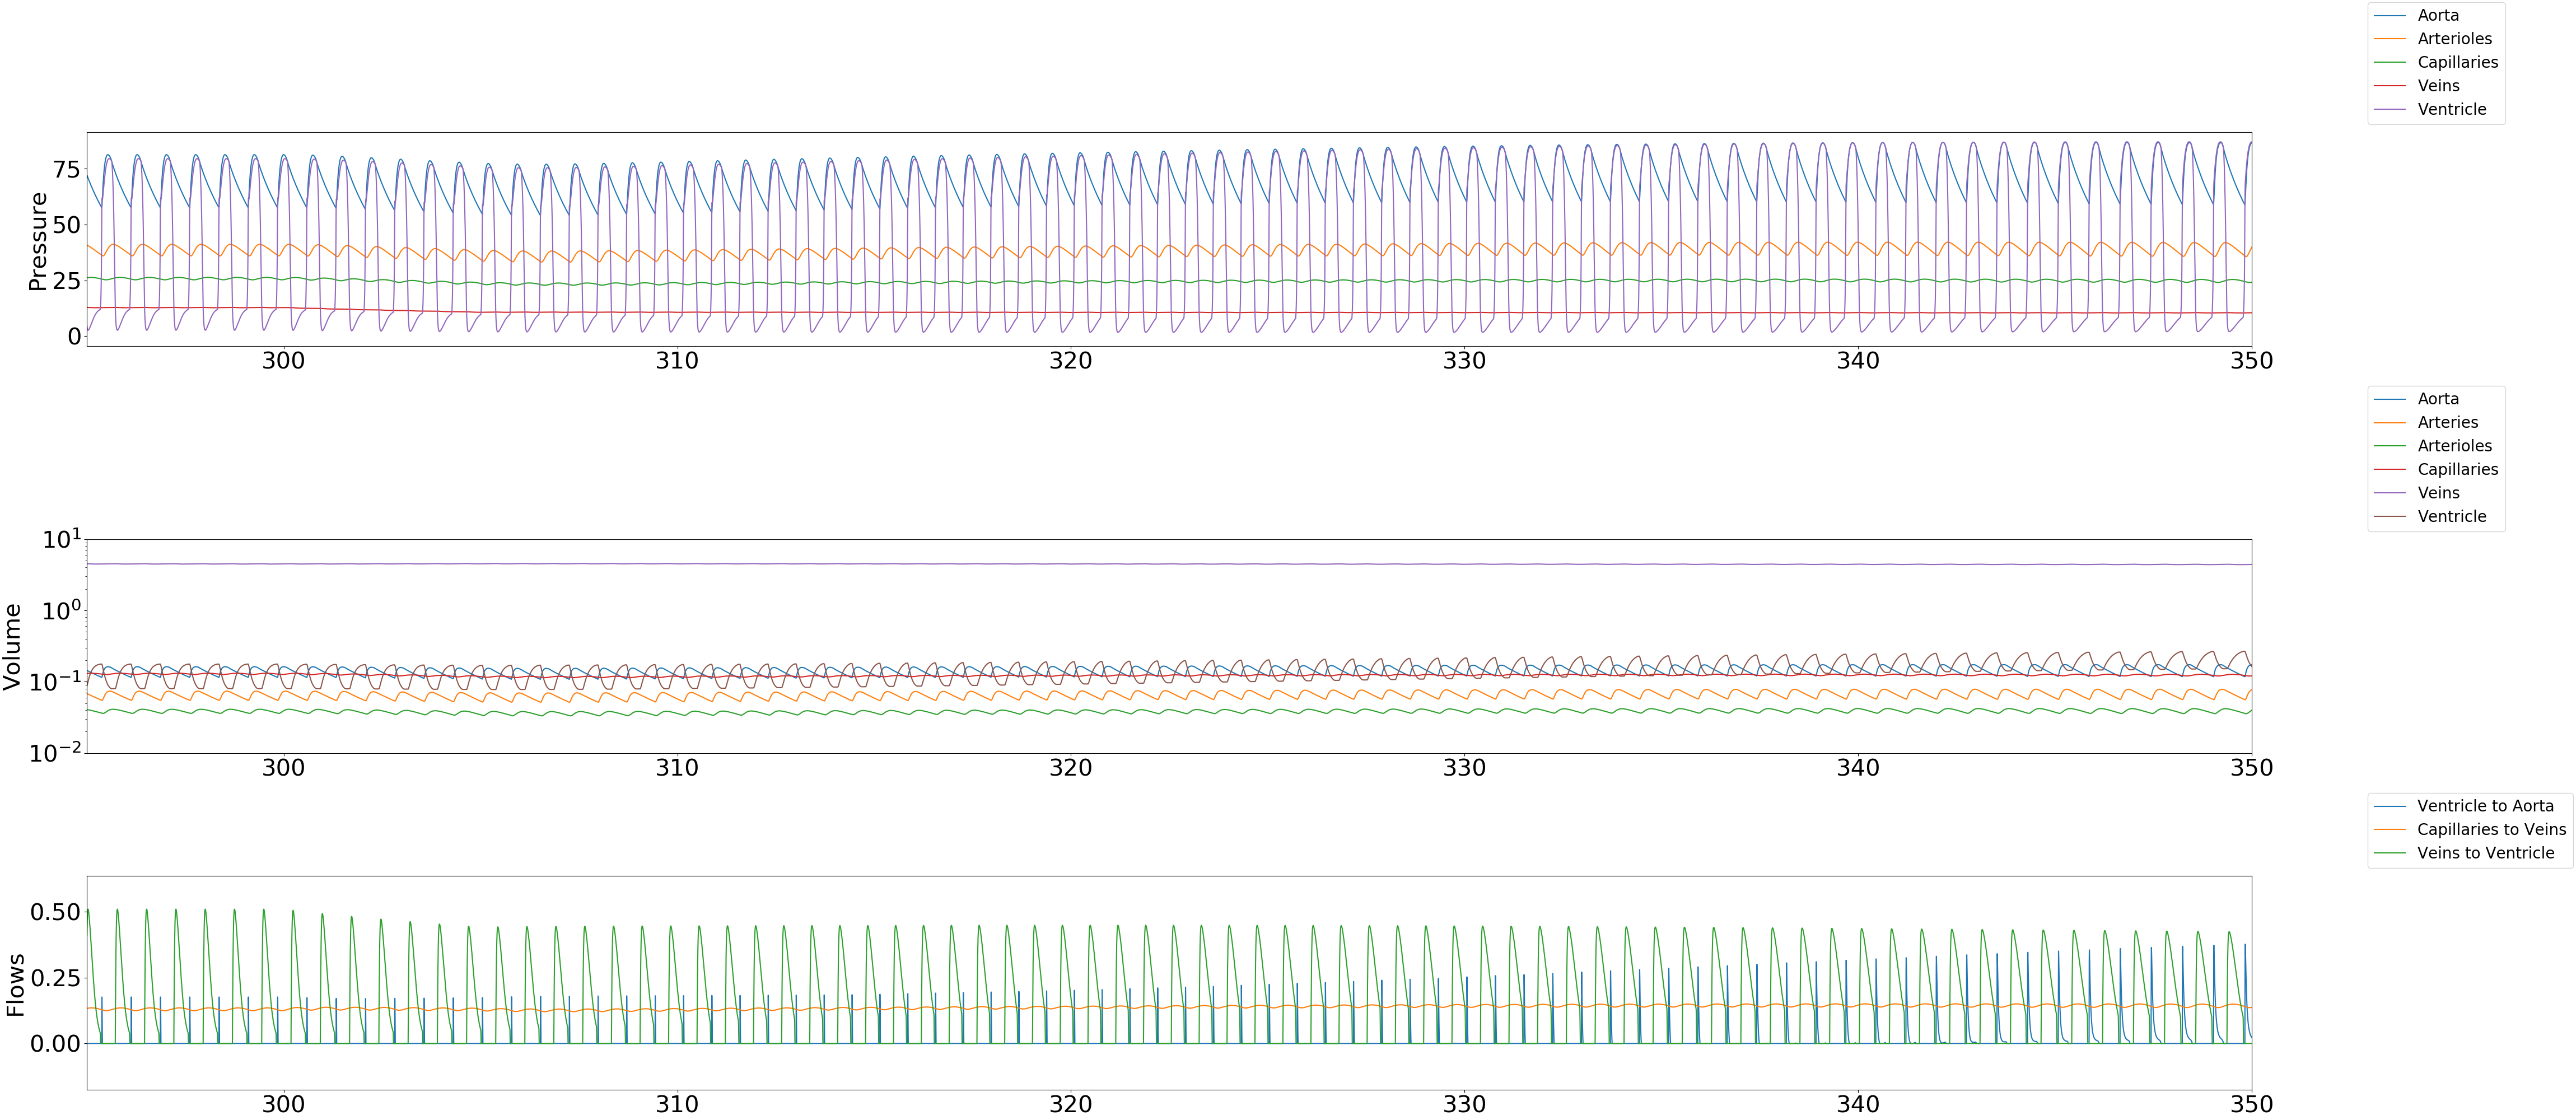 Aorta
Arterioles
Capillaries
Veins
Ventricle
Pressure
75
50
25
0
300 310 320 330 340 350
Aorta
Arteries
Arterioles
Capillaries
Veins
Ventricle
Volume
10¹
10⁰
10⁻¹
10⁻²
300 310 320 330 340 350
Ventricle to Aorta
Capillaries to Veins
Veins to Ventricle
Flows
0.50
0.25
0.00
300 310 320 330 340 350